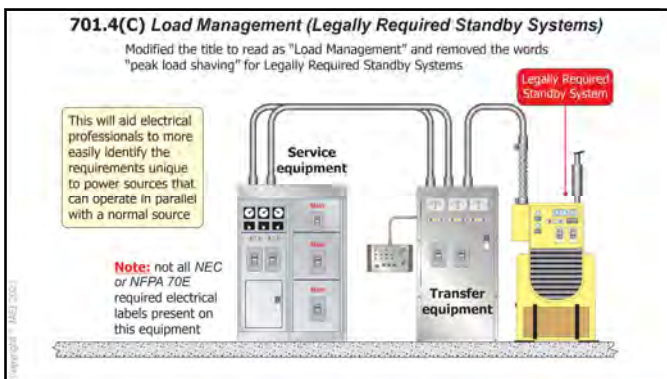 701.4(C) Load Management (Legally Required Standby Systems)
Modified the title to read as "Load Management" and removed the words
"peak load shaving" for Legally Required Standby Systems
Legally Required
Standby System
This will aid electrical
professionals to more
easily identify the
requirements unique
to power sources that
can operate in parallel
with a normal source
Service
equipment
Note: not all NEC
or NFPA 70E
required electrical
labels present on
this equipment
Transfer
equipment